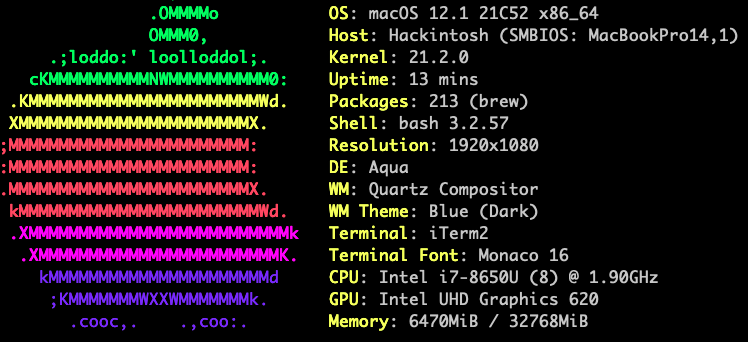 .OMMMMo OS: macOS 12.1 21C52 x86_64
OMMM0, Host: Hackintosh (SMBIOS: MacBookPro14,1)
.;loddo:' loolloddol;. Kernel: 21.2.0
cKMMMMMMMMMMNWMMMMMMMMMM0: Uptime: 13 mins
.KMMMMMMMMMMMMMMMMMMMMMMMWd. Packages: 213 (brew)
XMMMMMMMMMMMMMMMMMMMMMMMX. Shell: bash 3.2.57
;MMMMMMMMMMMMMMMMMMMMMMMM: Resolution: 1920x1080
:MMMMMMMMMMMMMMMMMMMMMMMM: DE: Aqua
.MMMMMMMMMMMMMMMMMMMMMMMMX. WM: Quartz Compositor
kMMMMMMMMMMMMMMMMMMMMMMMMWd. WM Theme: Blue (Dark)
.XMMMMMMMMMMMMMMMMMMMMMMMMMMk Terminal: iTerm2
.XMMMMMMMMMMMMMMMMMMMMMMMMK. Terminal Font: Monaco 16
kMMMMMMMMMMMMMMMMMMMMMMd CPU: Intel i7-8650U (8) @ 1.90GHz
;KMMMMMMMWXXWMMMMMMMk. GPU: Intel UHD Graphics 620
.cooc,. .,coo:. Memory: 6470MiB / 32768MiB